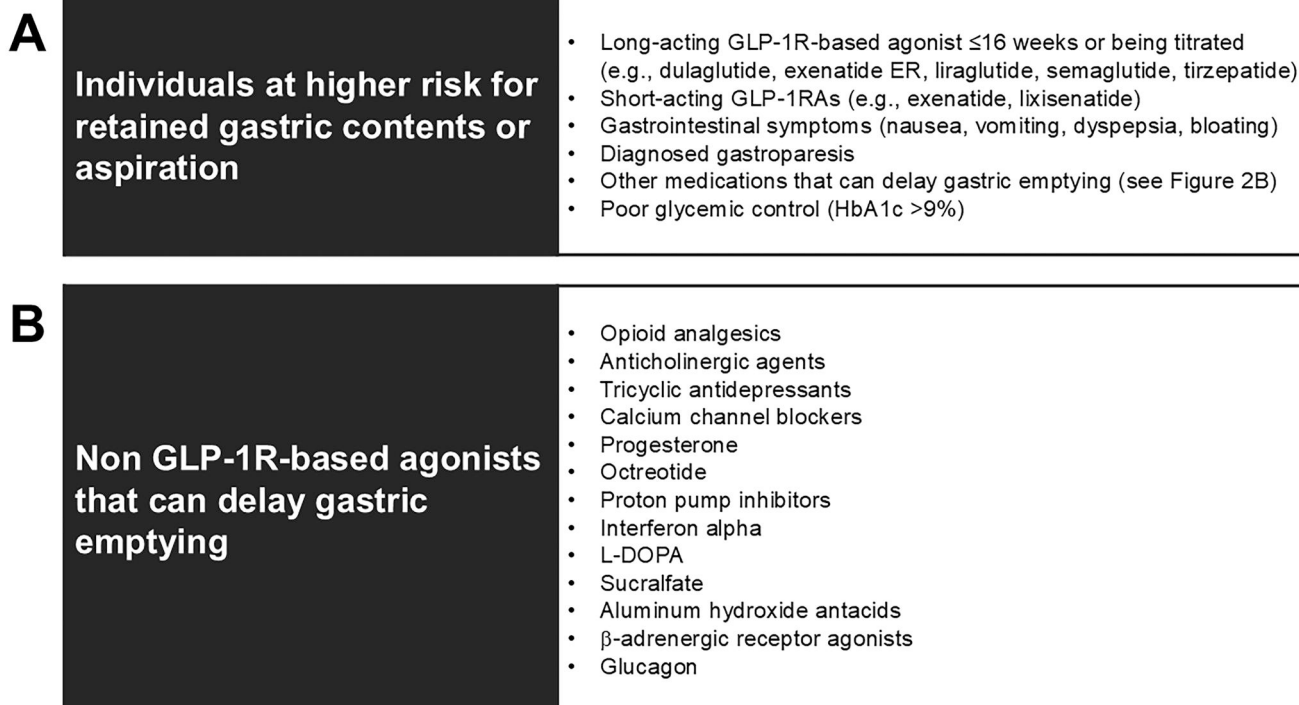 A
Individuals at higher risk for
retained gastric contents or
aspiration
• Long-acting GLP-1R-based agonist ≤16 weeks or being titrated
(e.g., dulaglutide, exenatide ER, liraglutide, semaglutide, tirzepatide)
• Short-acting GLP-1RAs (e.g., exenatide, lixisenatide)
• Gastrointestinal symptoms (nausea, vomiting, dyspepsia, bloating)
• Diagnosed gastroparesis
• Other medications that can delay gastric emptying (see Figure 2B)
• Poor glycemic control (HbA1c >9%)
B
Non GLP-1R-based agonists
that can delay gastric
emptying
• Opioid analgesics
• Anticholinergic agents
• Tricyclic antidepressants
• Calcium channel blockers
• Progesterone
• Octreotide
• Proton pump inhibitors
• Interferon alpha
• L-DOPA
• Sucralfate
• Aluminum hydroxide antacids
• β-adrenergic receptor agonists
• Glucagon